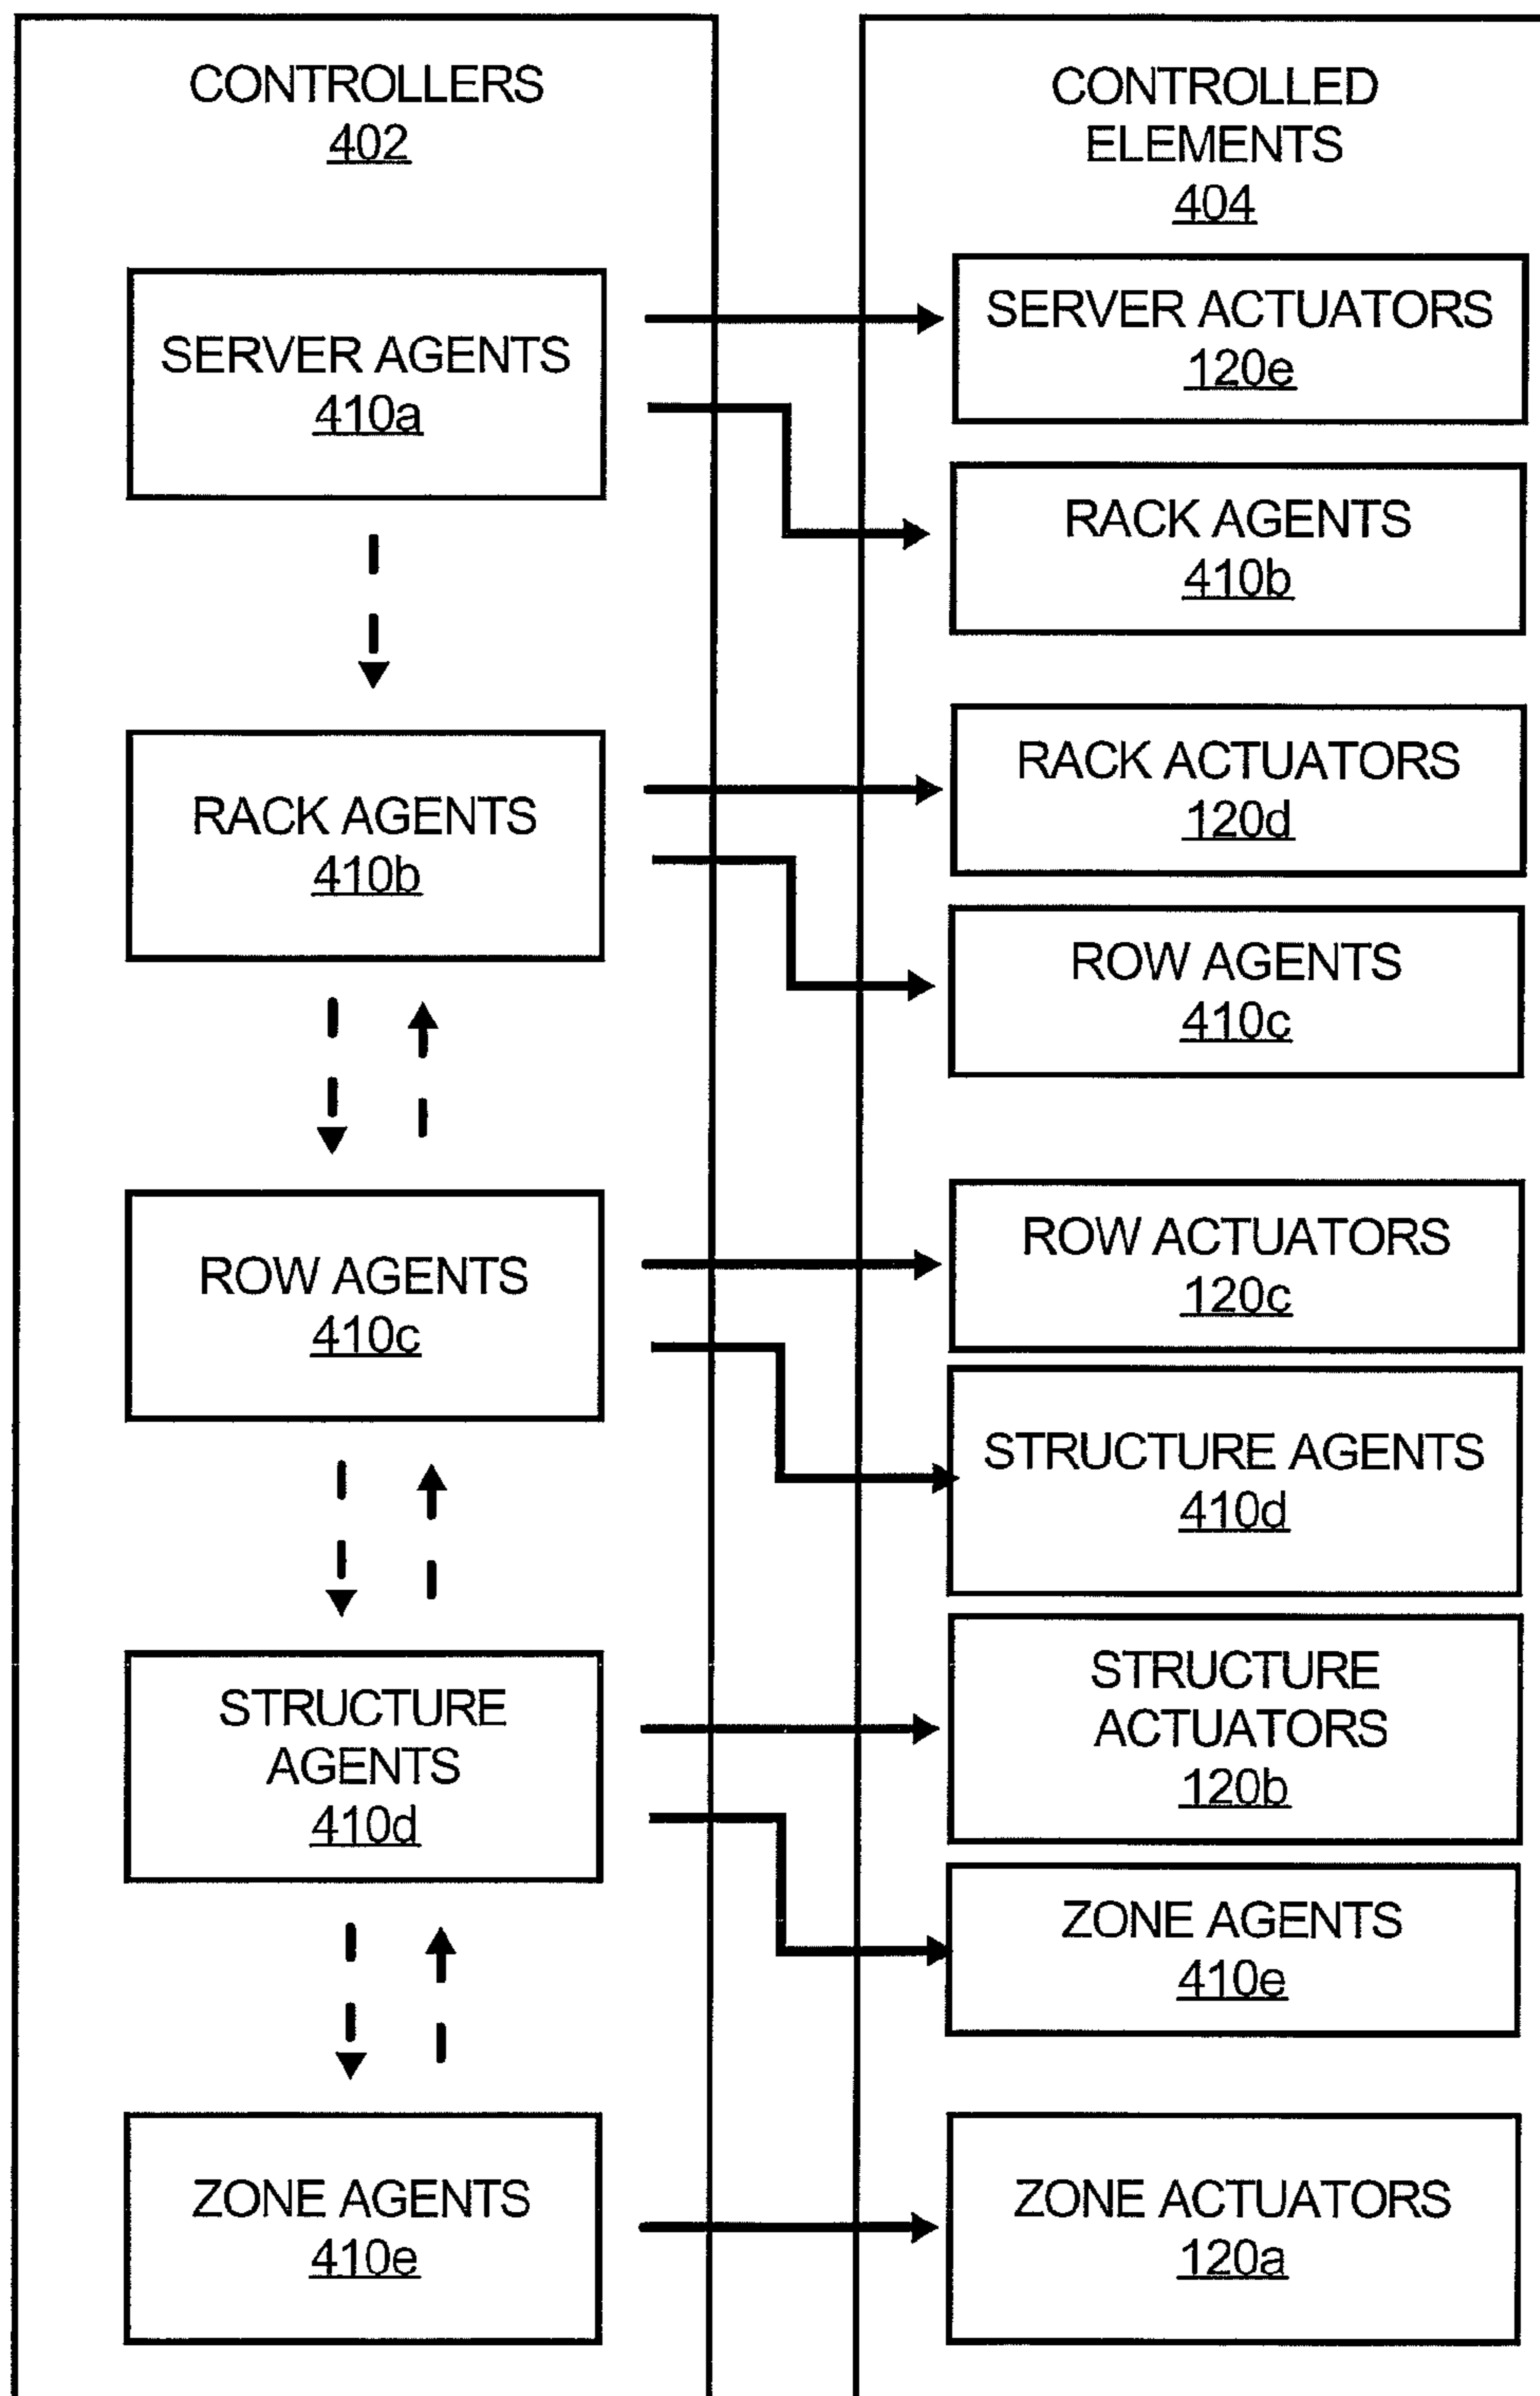 CONTROLLERS
402
SERVER AGENTS
410a
RACK AGENTS
410b
ROW AGENTS
410c
STRUCTURE
AGENTS
410d
ZONE AGENTS
410e
CONTROLLED
ELEMENTS
404
SERVER ACTUATORS
120e
RACK AGENTS
410b
RACK ACTUATORS
120d
ROW AGENTS
410c
ROW ACTUATORS
120c
STRUCTURE AGENTS
410d
STRUCTURE
ACTUATORS
120b
ZONE AGENTS
410e
ZONE ACTUATORS
120a